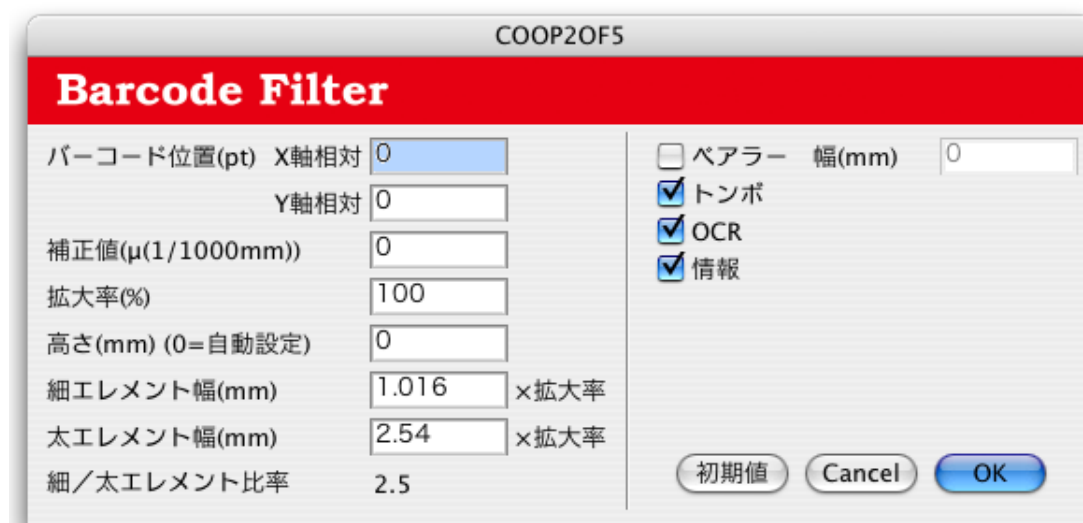 COOP2OF5
Barcode Filter
バーコード位置(pt) X軸相対 0
Y軸相対 0
補正値(μ(1/1000mm)) 0
拡大率(%) 100
高さ(mm) (0=自動設定) 0
細エレメント幅(mm) 1.016 ×拡大率
太エレメント幅(mm) 2.54 ×拡大率
細／太エレメント比率 2.5
ベアラー 幅(mm) 0
トンボ
OCR
情報
初期値 Cancel OK